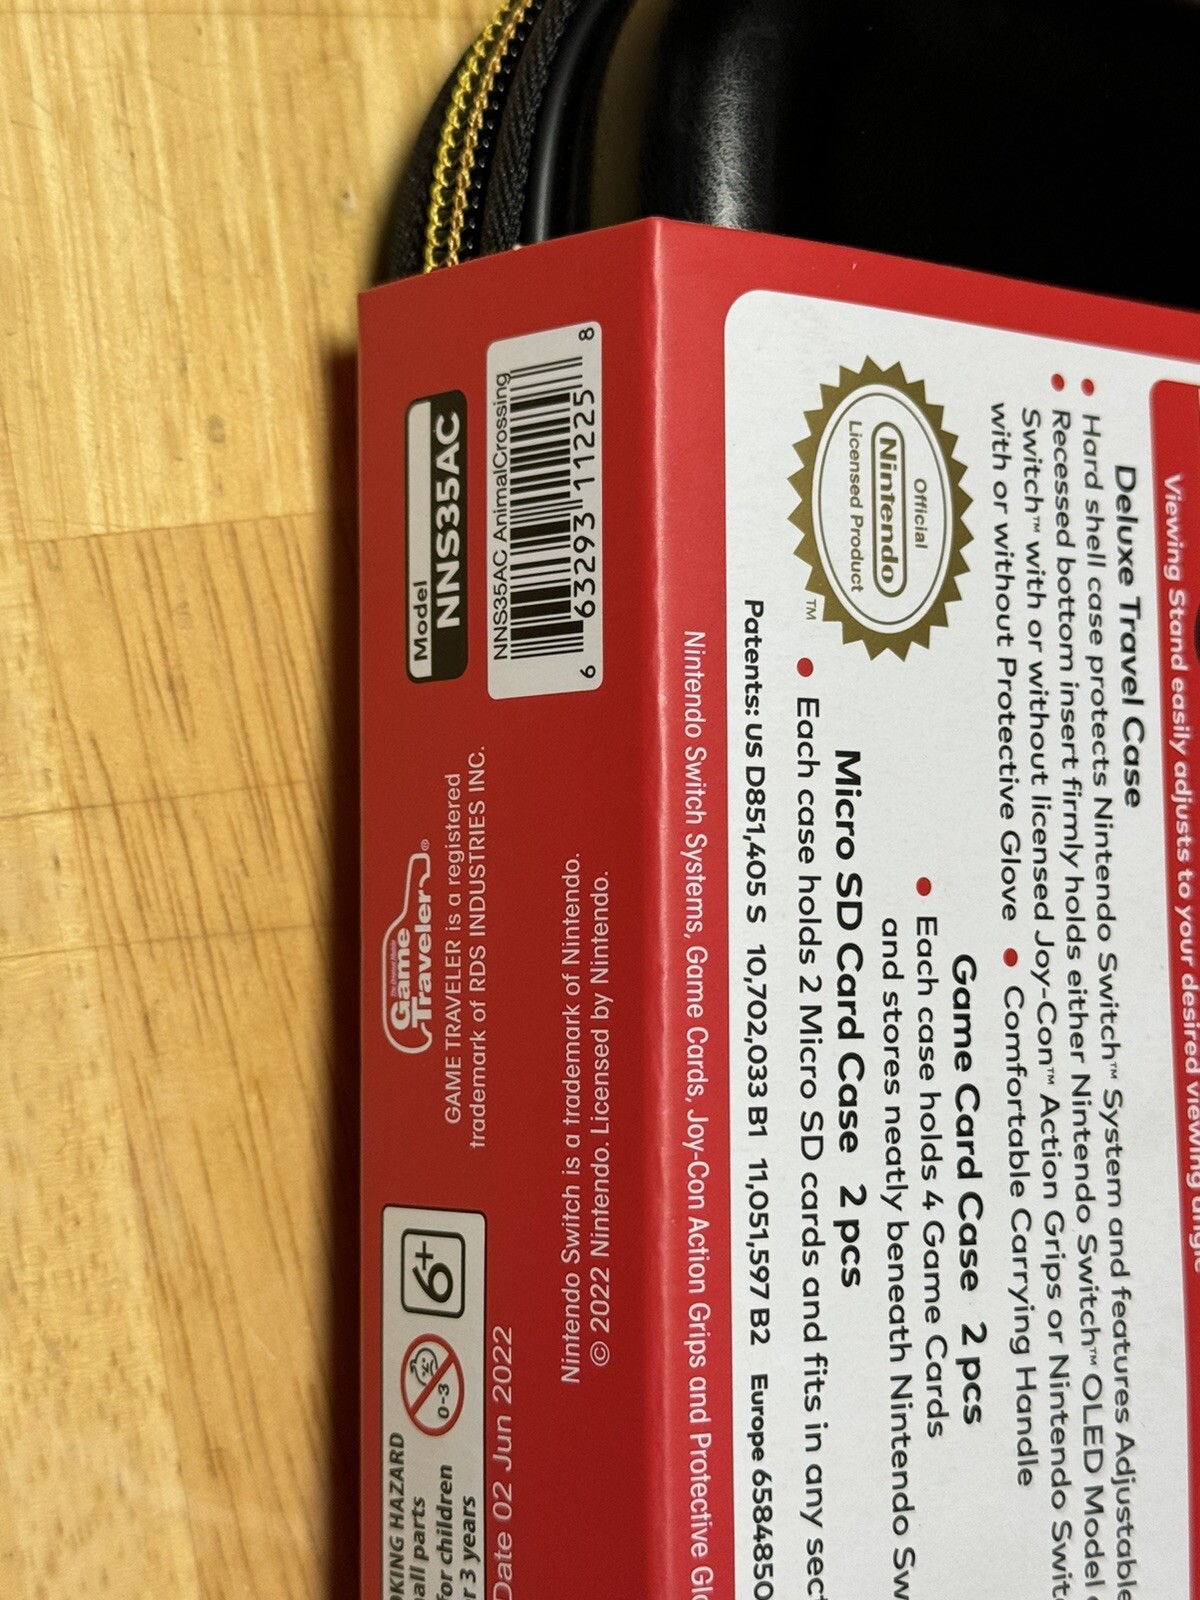 Viewing Stand easily adjusts to your desired viewing angle
Deluxe Travel Case
• Hard shell case protects Nintendo Switch™ System and features Adjustable
• Recessed bottom insert firmly holds either Nintendo Switch™ OLED Model
Switch™ with or without licensed Joy-Con™ Action Grips or Nintendo
with or without Protective Glove • Comfortable Carrying Handle
Game Card Case 2 pcs
• Each case holds 4 Game Cards
and stores neatly beneath Nintendo
Micro SD Card Case 2 pcs
• Each case holds 2 Micro SD cards and fits in any
Official
Nintendo
Licensed Product
™
Patents: US D851,405 S 10,702,033 B1 11,051,597 B2 Europe 6584850
Nintendo Switch Systems, Game Cards, Joy-Con Action Grips and Protective
Model
NNS35AC
NNS35AC AnimalCrossing
6 63293 11225 8
Game
Traveler®
GAME TRAVELER is a registered
trademark of RDS INDUSTRIES INC.
Nintendo Switch is a trademark of Nintendo.
© 2022 Nintendo. Licensed by Nintendo.
6+
0-3
HAZARD
parts
for children
3 years
Date 02 Jun 2022